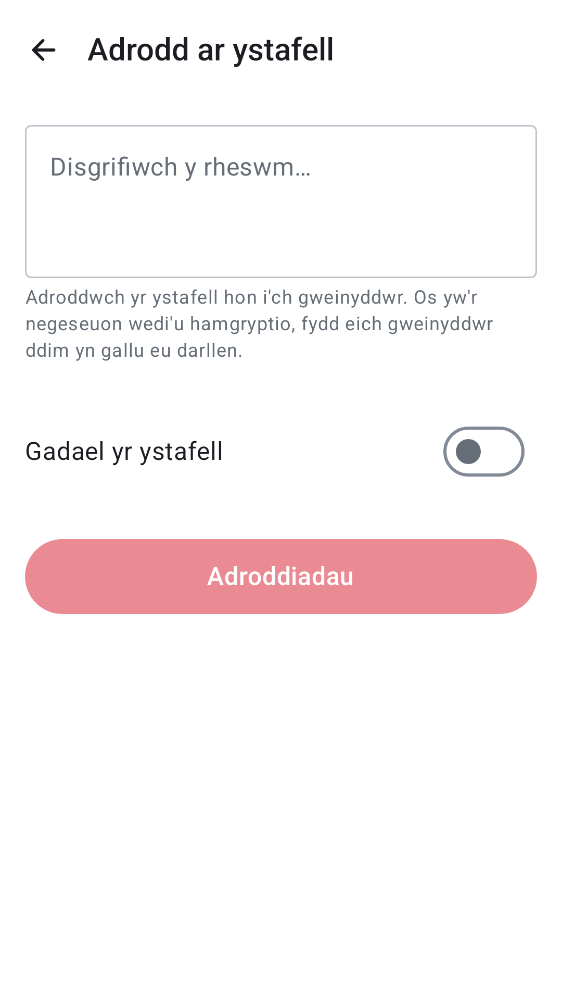 Adrodd ar ystafell
Disgrifiwch y rheswm...
Adroddwch yr ystafell hon i'ch gweinyddwr. Os yw'r
negeseuon wedi'u hamgryptio, fydd eich gweinyddwr
ddim yn gallu eu darllen.
Gadael yr ystafell
Adroddiadau